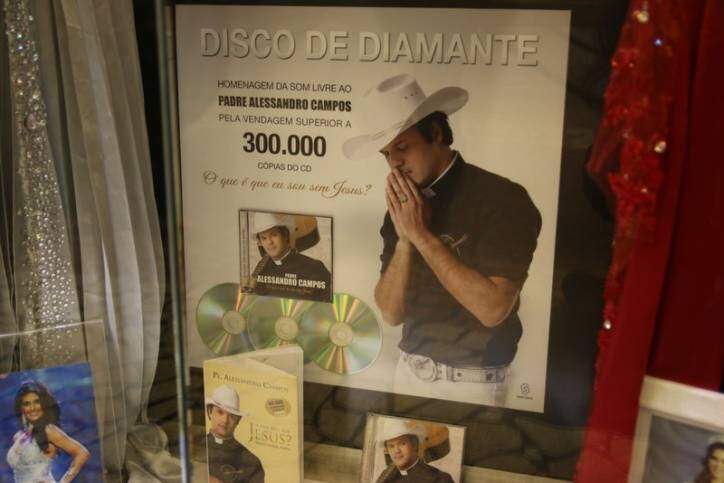 DISCO DE DIAMANTE
HOMENAGEM DA SOM LIVRE AO
PADRE ALESSANDRO CAMPOS
PELA VENDAGEM SUPERIOR A
300.000
CÓPIAS DO CD
O que é que eu sou sem Jesus?
PADRE
ALESSANDRO CAMPOS
PE. ALESSANDRO CAMPOS
JESUS?